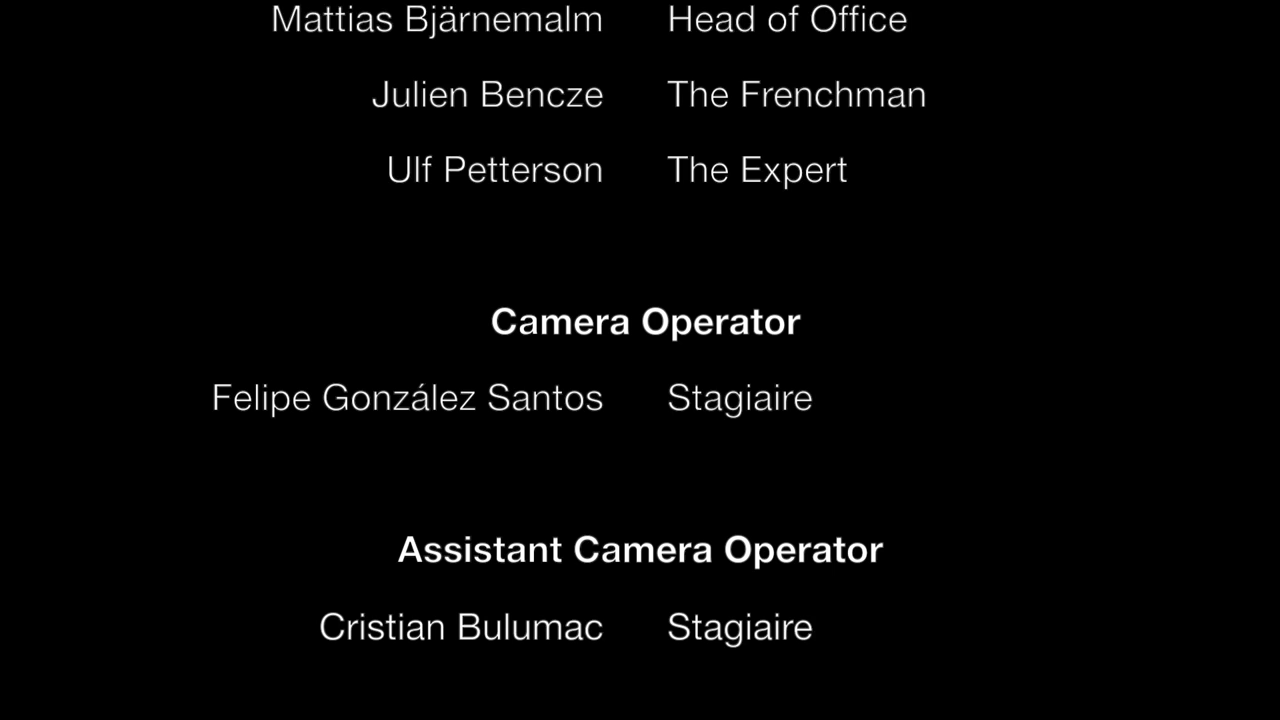 Mattias Bjärnemalm Head of Office
Julien Bencze The Frenchman
Ulf Petterson The Expert
Camera Operator
Felipe González Santos Stagiaire
Assistant Camera Operator
Cristian Bulumac Stagiaire